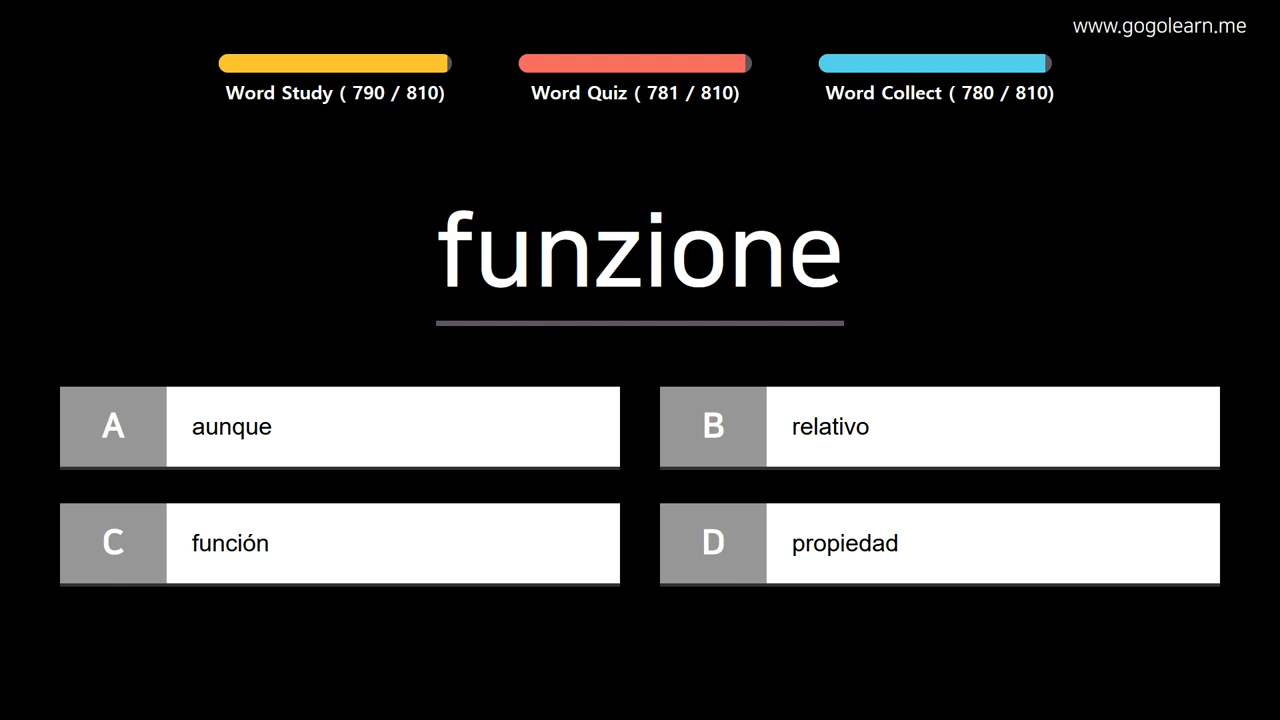 www.gogolearn.me
Word Study ( 790 / 810)
Word Quiz ( 781 / 810)
Word Collect ( 780 / 810)
funzione
A aunque
B relativo
C función
D propiedad